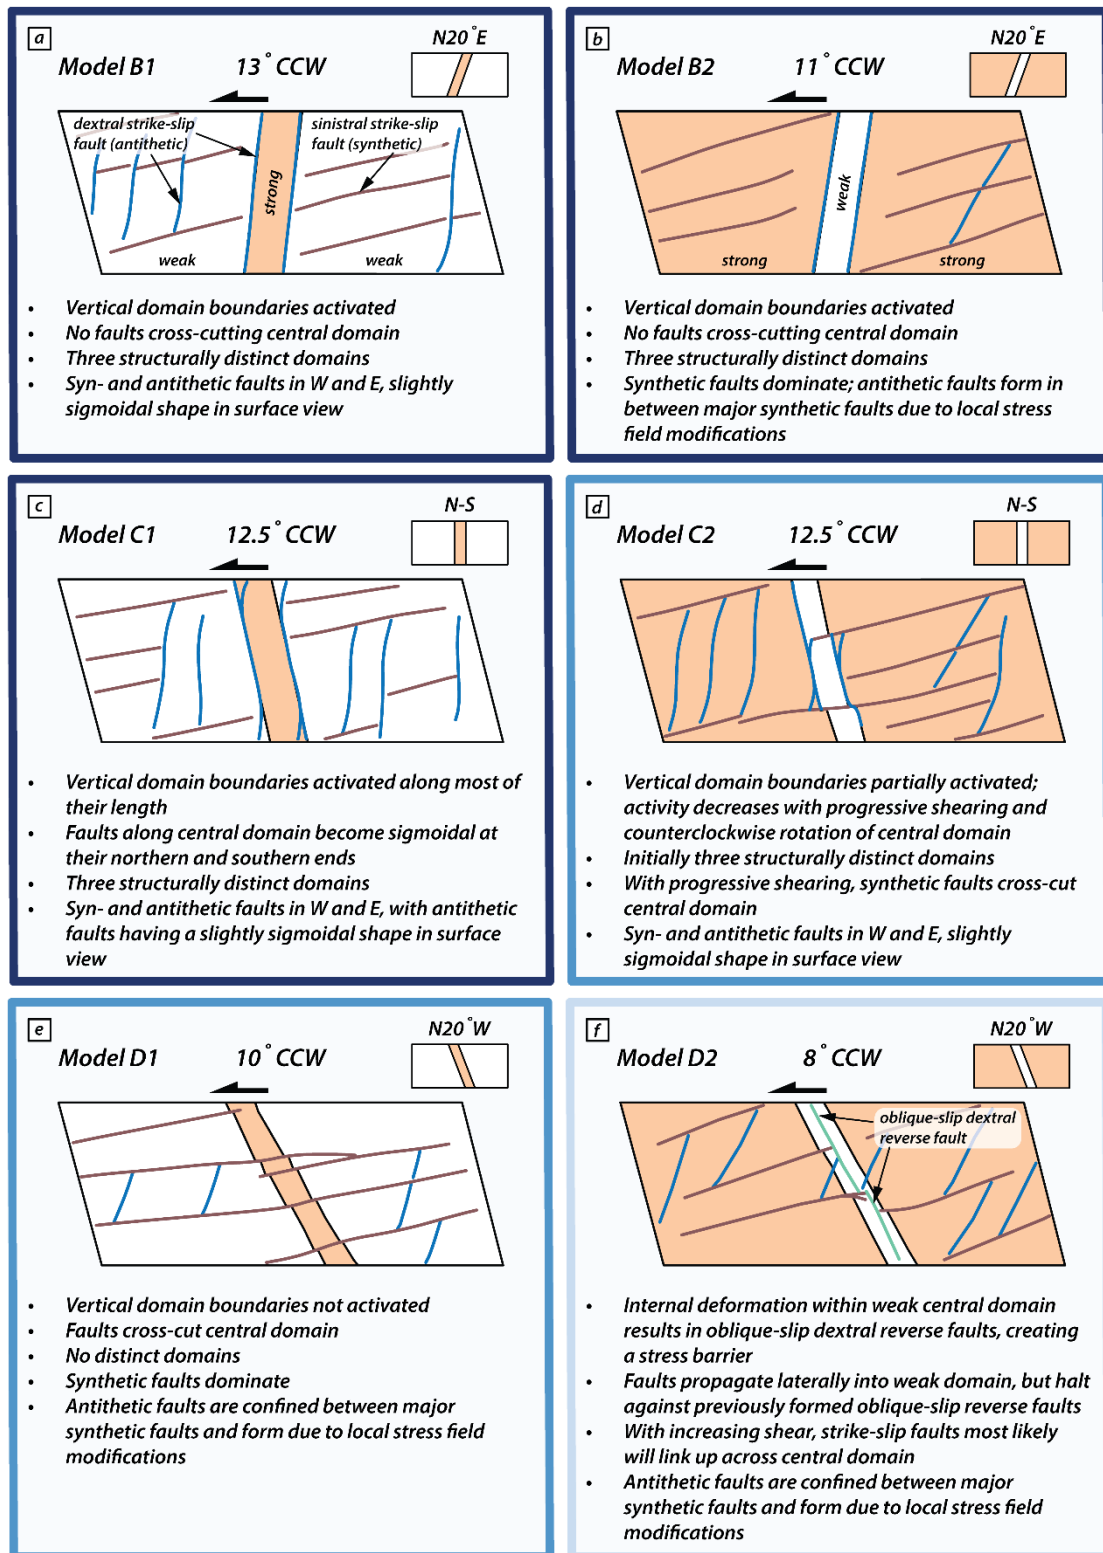 a
N20°E
Model B1 13° CCW
dextral strike-slip
fault (antithetic)
sinistral strike-slip
fault (synthetic)
strong
weak
weak
• Vertical domain boundaries activated
• No faults cross-cutting central domain
• Three structurally distinct domains
• Syn- and antithetic faults in W and E, slightly
sigmoidal shape in surface view
b
N20°E
Model B2 11° CCW
weak
strong
strong
• Vertical domain boundaries activated
• No faults cross-cutting central domain
• Three structurally distinct domains
• Synthetic faults dominate; antithetic faults form in
between major synthetic faults due to local stress
field modifications
c
N-S
Model C1 12.5° CCW
• Vertical domain boundaries activated along most of
their length
• Faults along central domain become sigmoidal at
their northern and southern ends
• Three structurally distinct domains
• Syn- and antithetic faults in W and E, with antithetic
faults having a slightly sigmoidal shape in surface
view
d
N-S
Model C2 12.5° CCW
• Vertical domain boundaries partially activated;
activity decreases with progressive shearing and
counterclockwise rotation of central domain
• Initially three structurally distinct domains
• With progressive shearing, synthetic faults cross-cut
central domain
• Syn- and antithetic faults in W and E, slightly
sigmoidal shape in surface view
e
N20°W
Model D1 10° CCW
• Vertical domain boundaries not activated
• Faults cross-cut central domain
• No distinct domains
• Synthetic faults dominate
• Antithetic faults are confined between major
synthetic faults and form due to local stress field
modifications
f
N20°W
Model D2 8° CCW
oblique-slip dextral
reverse fault
• Internal deformation within weak central domain
results in oblique-slip dextral reverse faults, creating
a stress barrier
• Faults propagate laterally into weak domain, but halt
against previously formed oblique-slip reverse faults
• With increasing shear, strike-slip faults most likely
will link up across central domain
• Antithetic faults are confined between major
synthetic faults and form due to local stress field
modifications